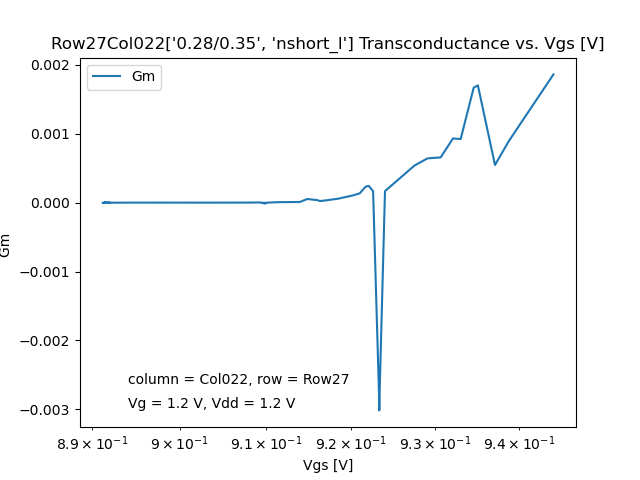 Row27Col022['0.28/0.35', 'nshort_l'] Transconductance vs. Vgs [V]
Gm
0.002
0.001
0.000
−0.001
−0.002
−0.003
Gm
column = Col022, row = Row27
Vg = 1.2 V, Vdd = 1.2 V
8.9 × 10⁻¹ 9 × 10⁻¹ 9.1 × 10⁻¹ 9.2 × 10⁻¹ 9.3 × 10⁻¹ 9.4 × 10⁻¹
Vgs [V]